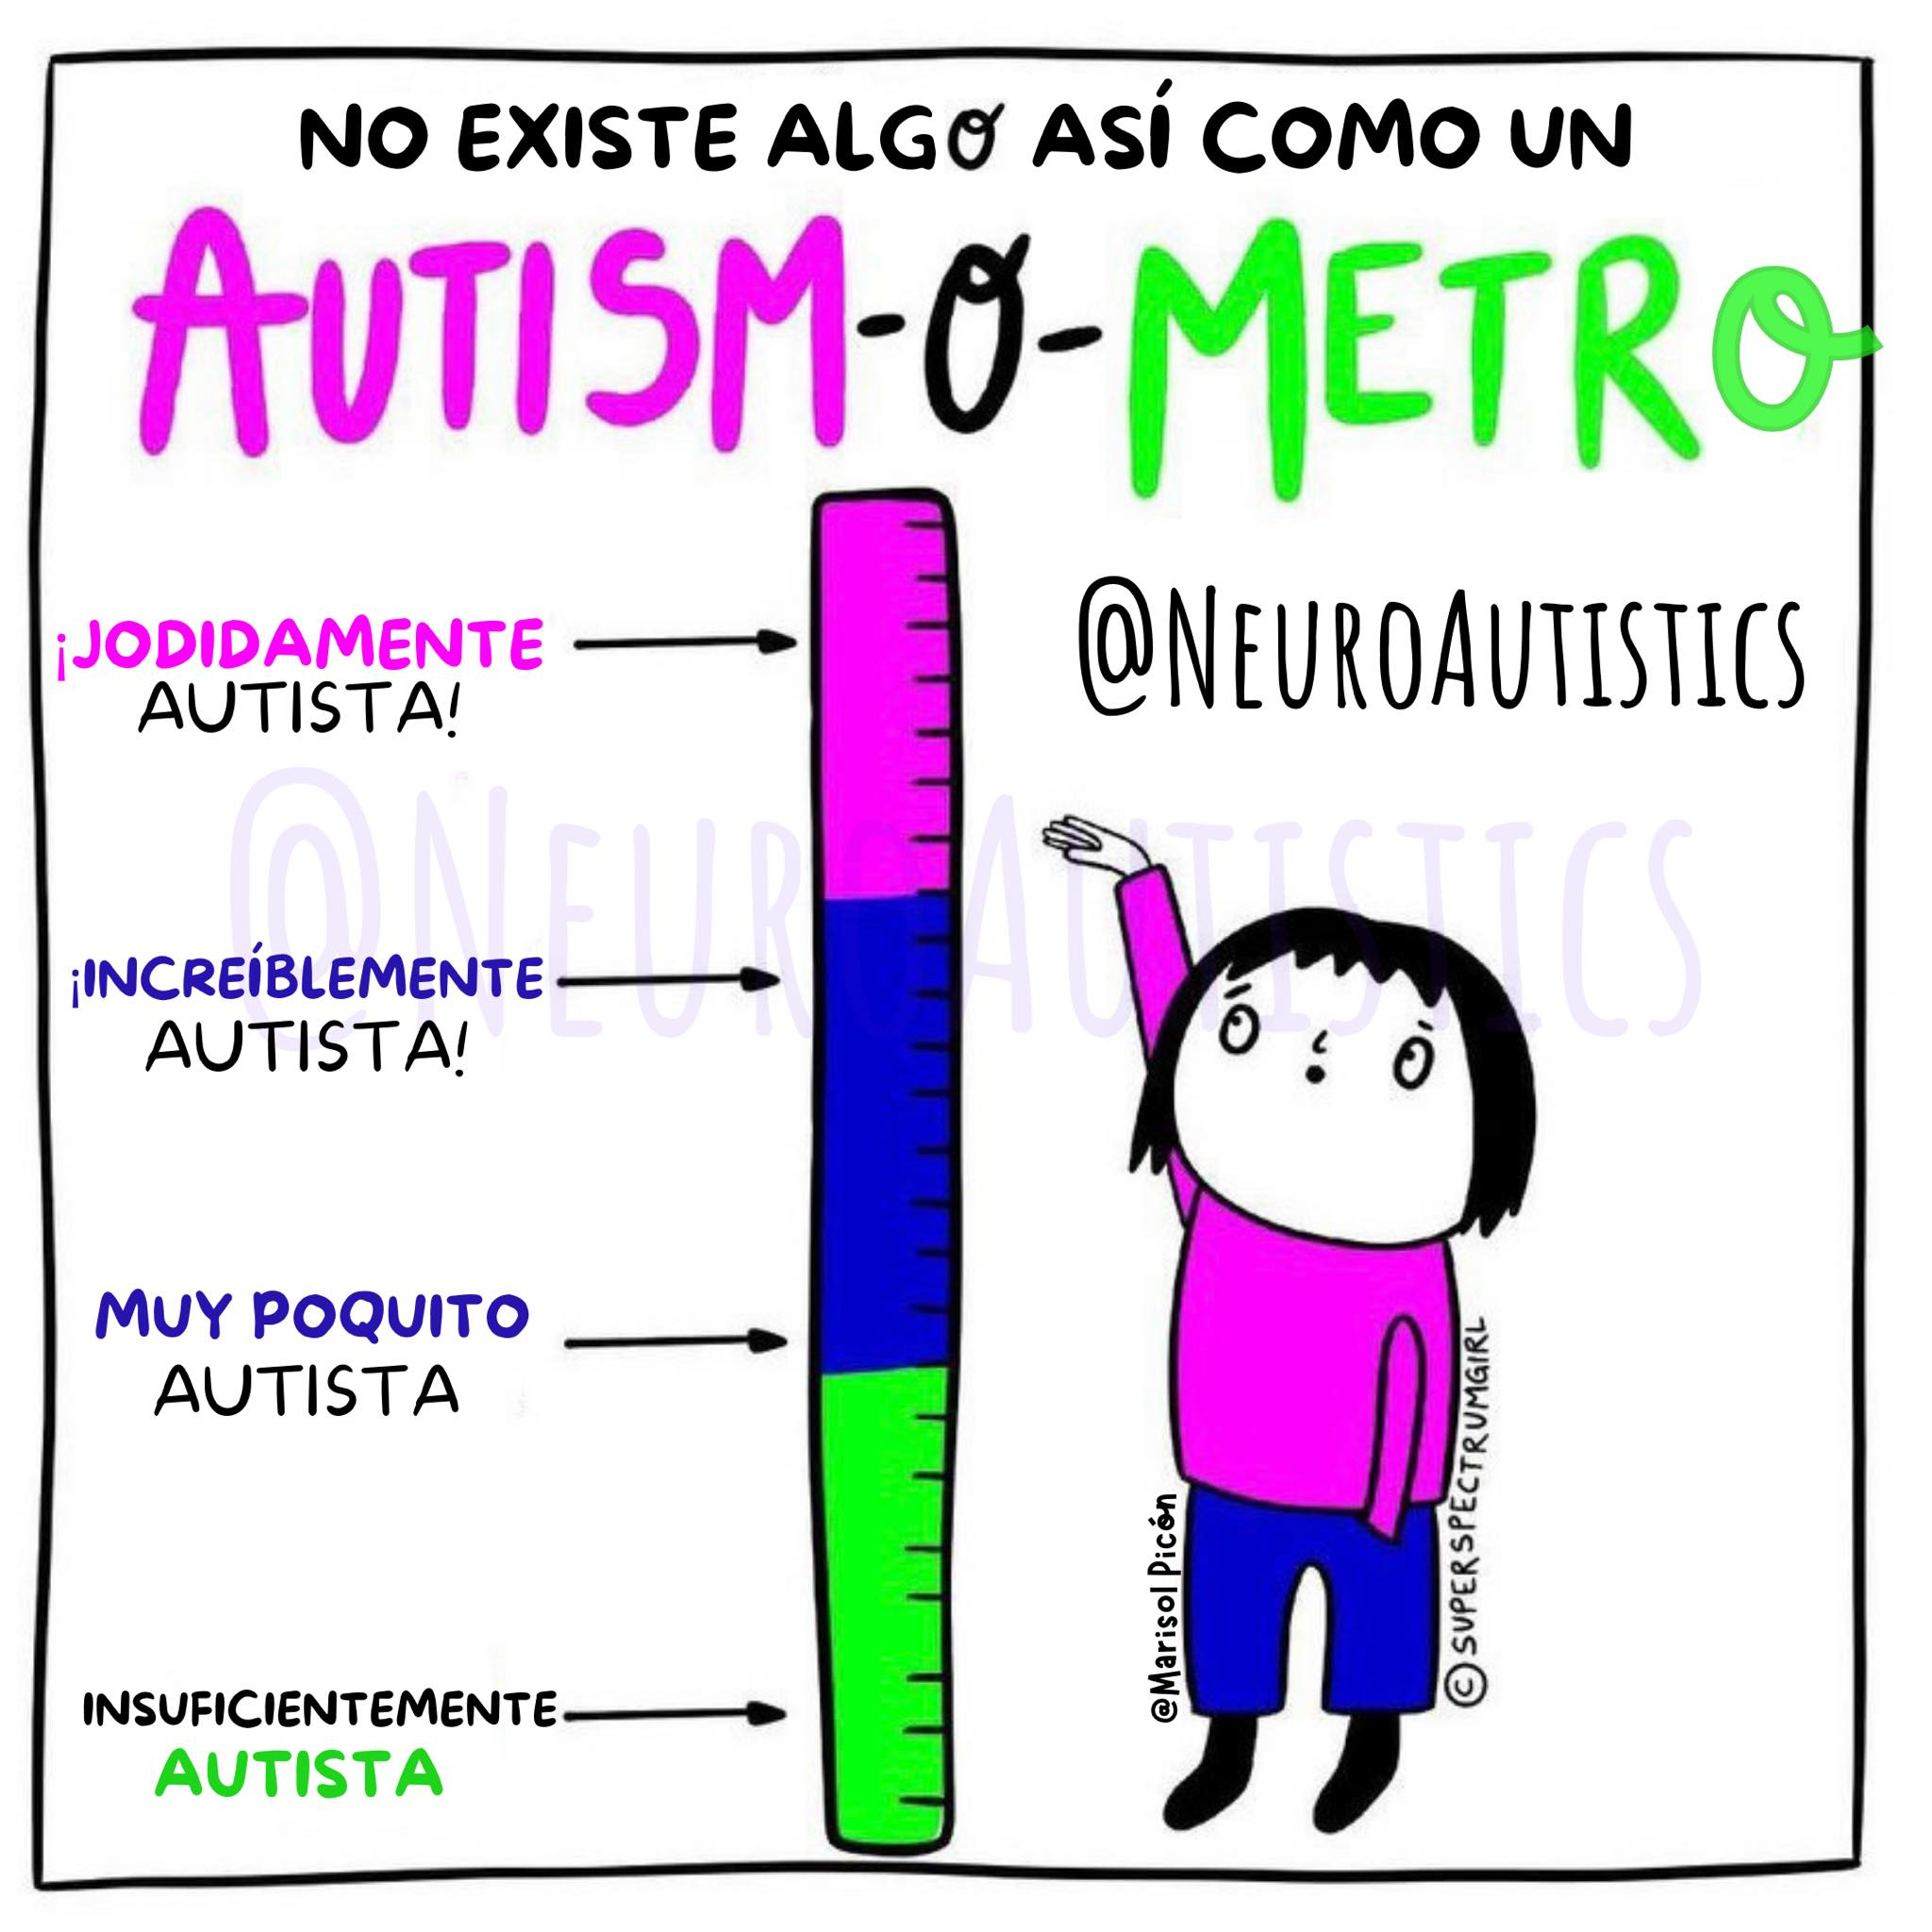 NO EXISTE ALGO ASÍ COMO UN
AUTISM-O-METRO
¡JODIDAMENTE
AUTISTA!
@NEUROAUTISTICS
@NEUROAUTISTICS
¡INCREÍBLEMENTE
AUTISTA!
MUY POQUITO
AUTISTA
INSUFICIENTEMENTE
AUTISTA
@Marisol Picón
©SUPERSPECTRUMGIRL